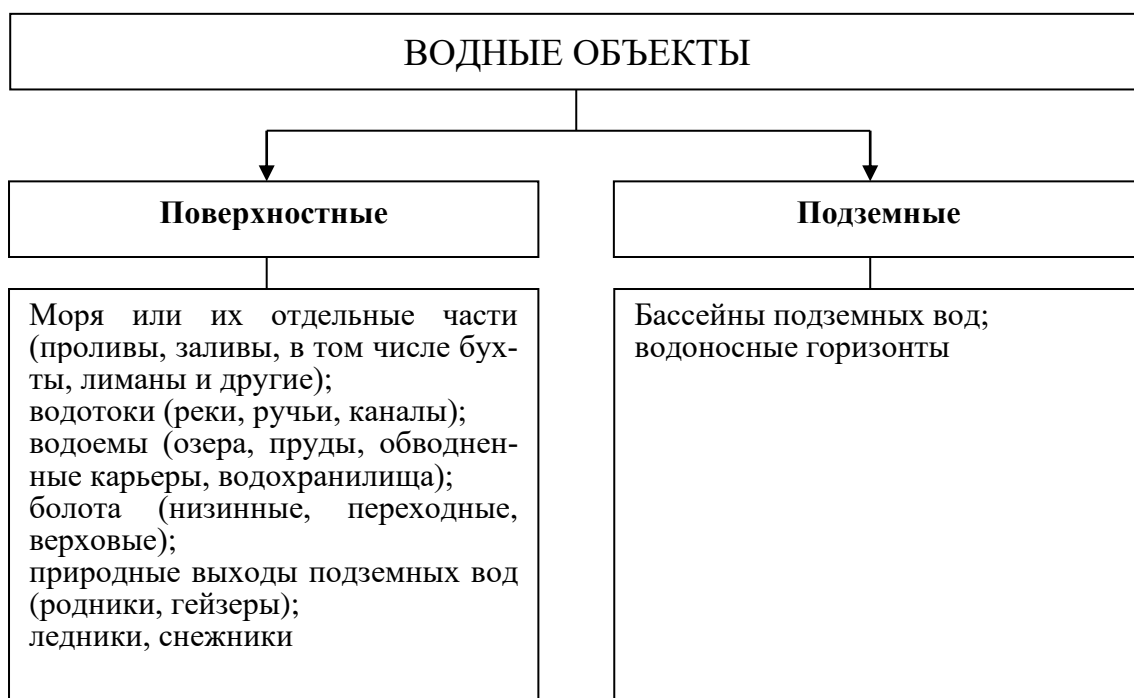 ВОДНЫЕ ОБЪЕКТЫ
Поверхностные
Подземные
Моря или их отдельные части
(проливы, заливы, в том числе бух-
ты, лиманы и другие);
водотоки (реки, ручьи, каналы);
водоемы (озера, пруды, обводнен-
ные карьеры, водохранилища);
болота (низинные, переходные,
верховые);
природные выходы подземных вод
(родники, гейзеры);
ледники, снежники
Бассейны подземных вод;
водоносные горизонты